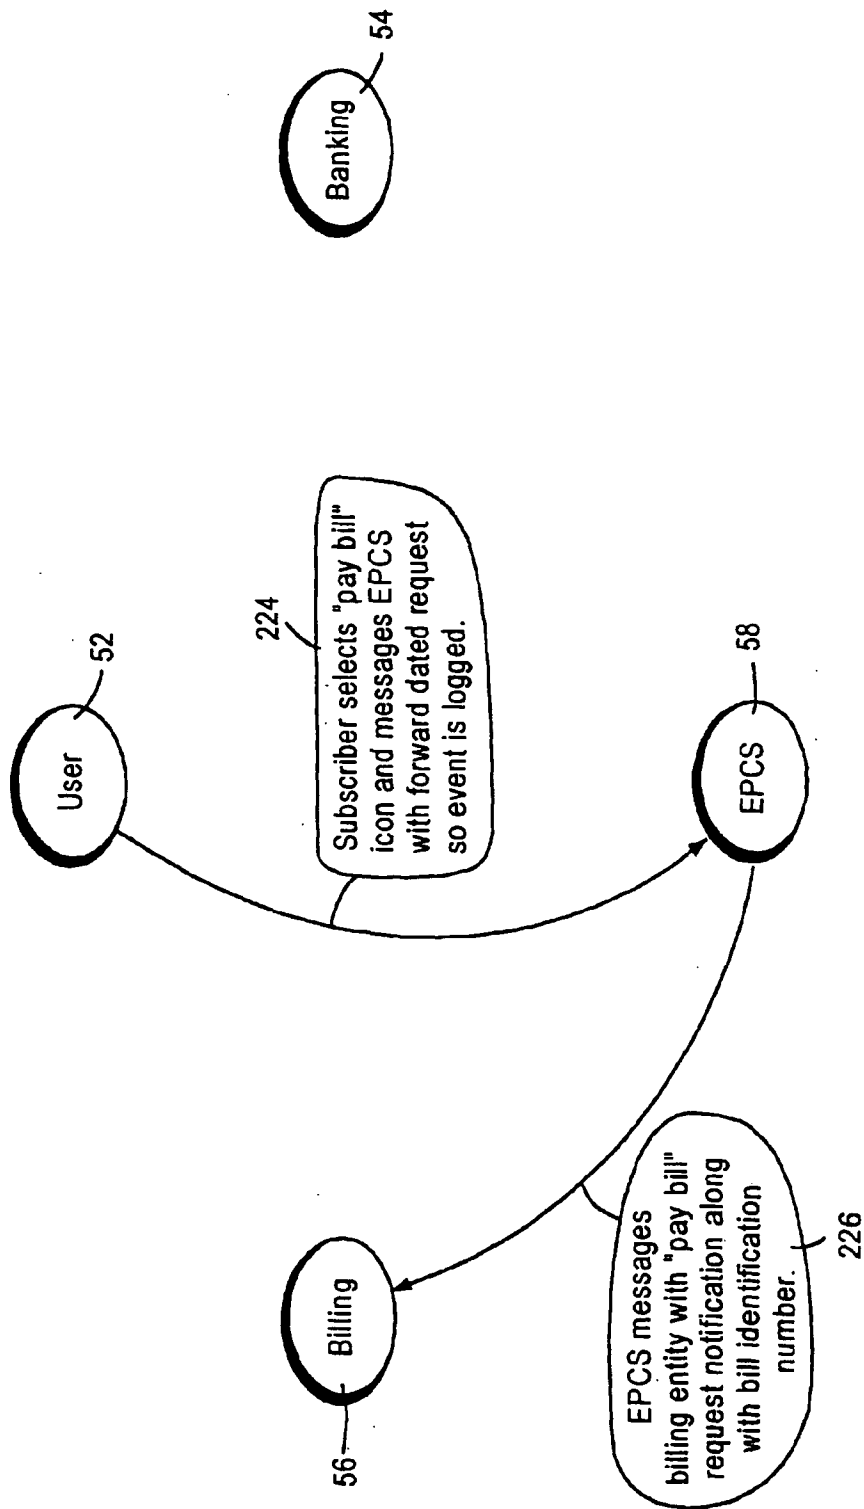 52
User
224
Subscriber selects "pay bill"
icon and messages EPCS
with forward dated request
so event is logged.
56
Billing
Banking
54
EPCS messages
billing entity with "pay bill"
request notification along
with bill identification
number.
226
EPCS
58